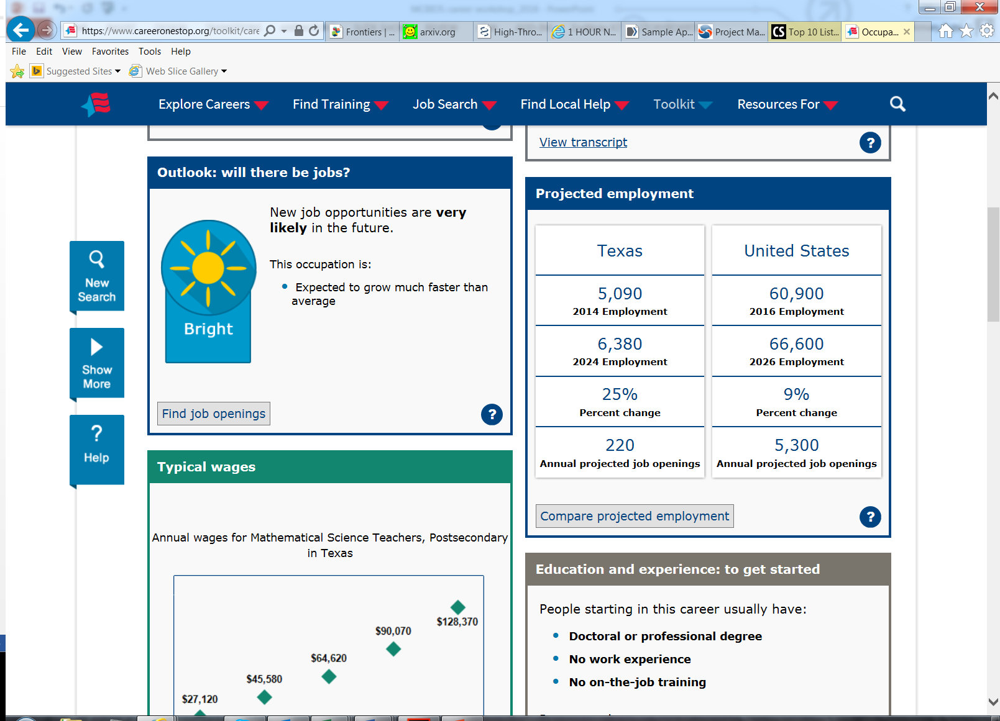 https://www.careeronestop.org/toolkit/care
Frontiers | ...
arxiv.org
High-Thro...
1 HOUR N...
Sample Ap...
Project Ma...
CS Top 10 List...
Occupa...
File Edit View Favorites Tools Help
Suggested Sites
Web Slice Gallery
Explore Careers
Find Training
Job Search
Find Local Help
Toolkit
Resources For
New
Search
Show
More
?
Help
Outlook: will there be jobs?
New job opportunities are very
likely in the future.
This occupation is:
Expected to grow much faster than
average
Bright
Find job openings
?
Typical wages
Annual wages for Mathematical Science Teachers, Postsecondary
in Texas
$128,370
$90,070
$64,620
$45,580
$27,120
View transcript
?
Projected employment
Texas
5,090
2014 Employment
6,380
2024 Employment
25%
Percent change
220
Annual projected job openings
United States
60,900
2016 Employment
66,600
2026 Employment
9%
Percent change
5,300
Annual projected job openings
Compare projected employment
?
Education and experience: to get started
People starting in this career usually have:
Doctoral or professional degree
No work experience
No on-the-job training